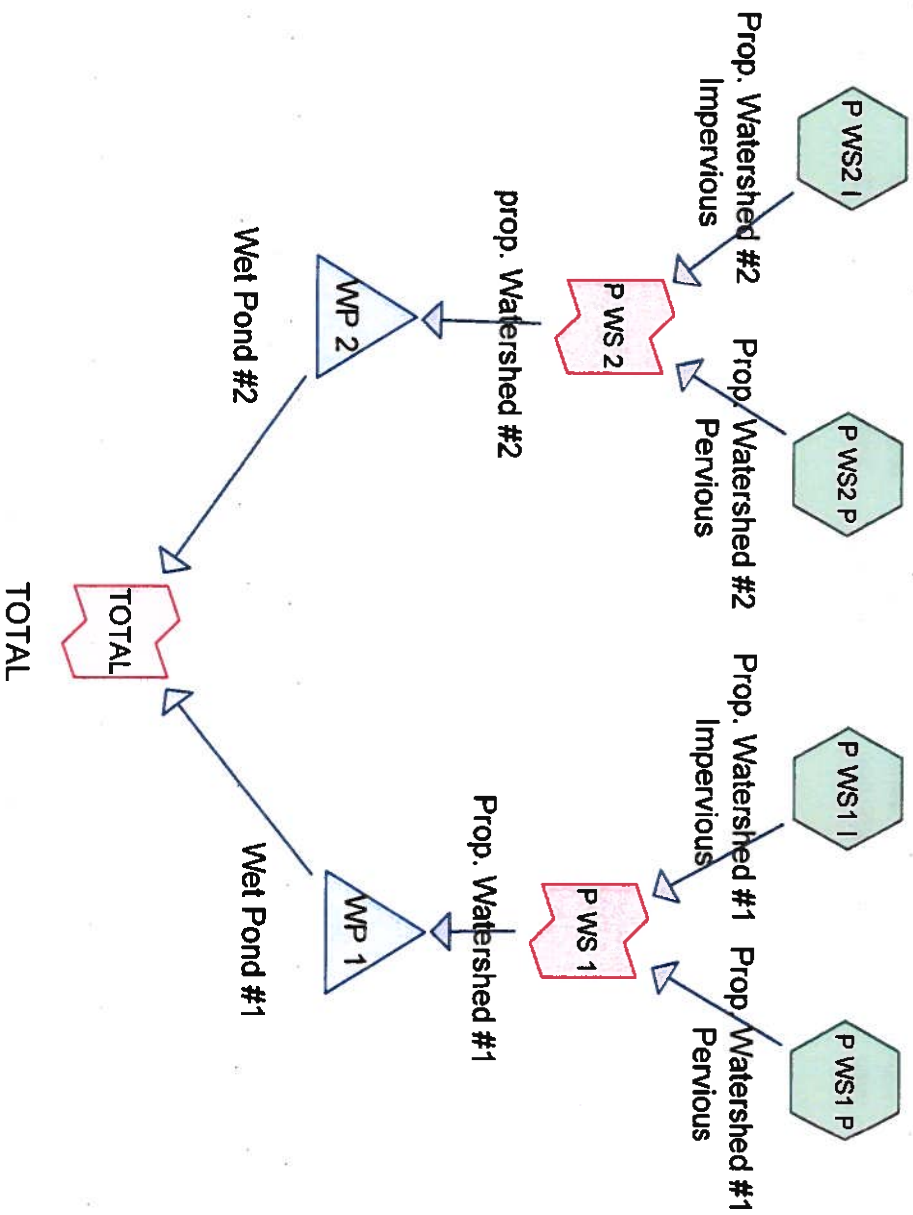 P WS2 I
Prop. Watershed #2
Impervious
P WS2 P
Prop. Watershed #2
Pervious
P WS1 I
Prop. Watershed #1
Impervious
P WS1 P
Prop. Watershed #1
Pervious
P WS 2
prop. Watershed #2
P WS 1
Prop. Watershed #1
WP 2
Wet Pond #2
WP 1
Wet Pond #1
TOTAL
TOTAL